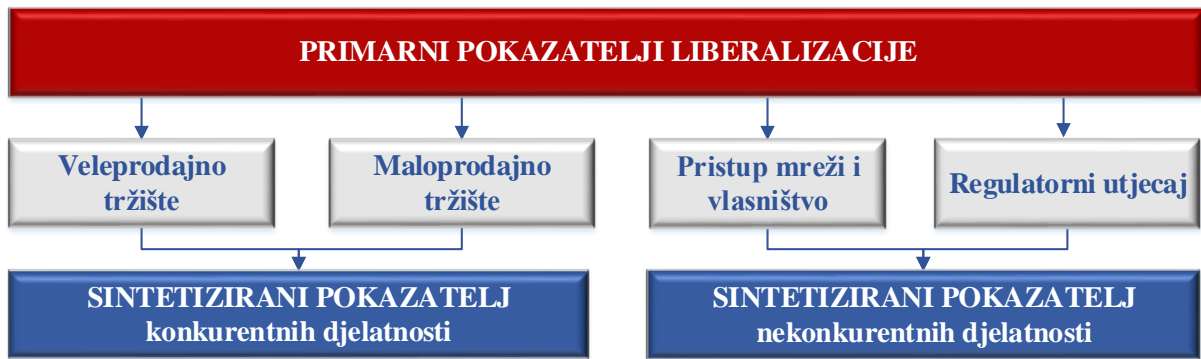 PRIMARNI POKAZATELJI LIBERALIZACIJE
Veleprodajno
tržište
Maloprodajno
tržište
Pristup mreži i
vlasništvo
Regulatorni utjecaj
SINTETIZIRANI POKAZATELJ
konkurentnih djelatnosti
SINTETIZIRANI POKAZATELJ
nekonkurentnih djelatnosti